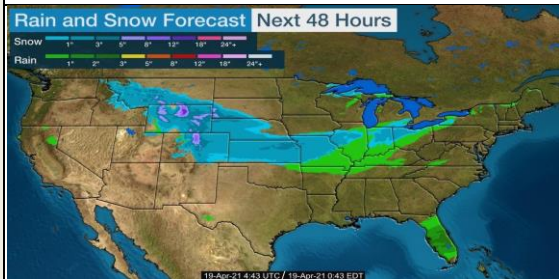 Rain and Snow Forecast Next 48 Hours
Snow 1" 3" 5" 8" 12" 18" 24"+
Rain 1" 2" 3" 5" 8" 12" 18" 24"+
19-Apr-21 4:43 UTC / 19-Apr-21 0:43 EDT